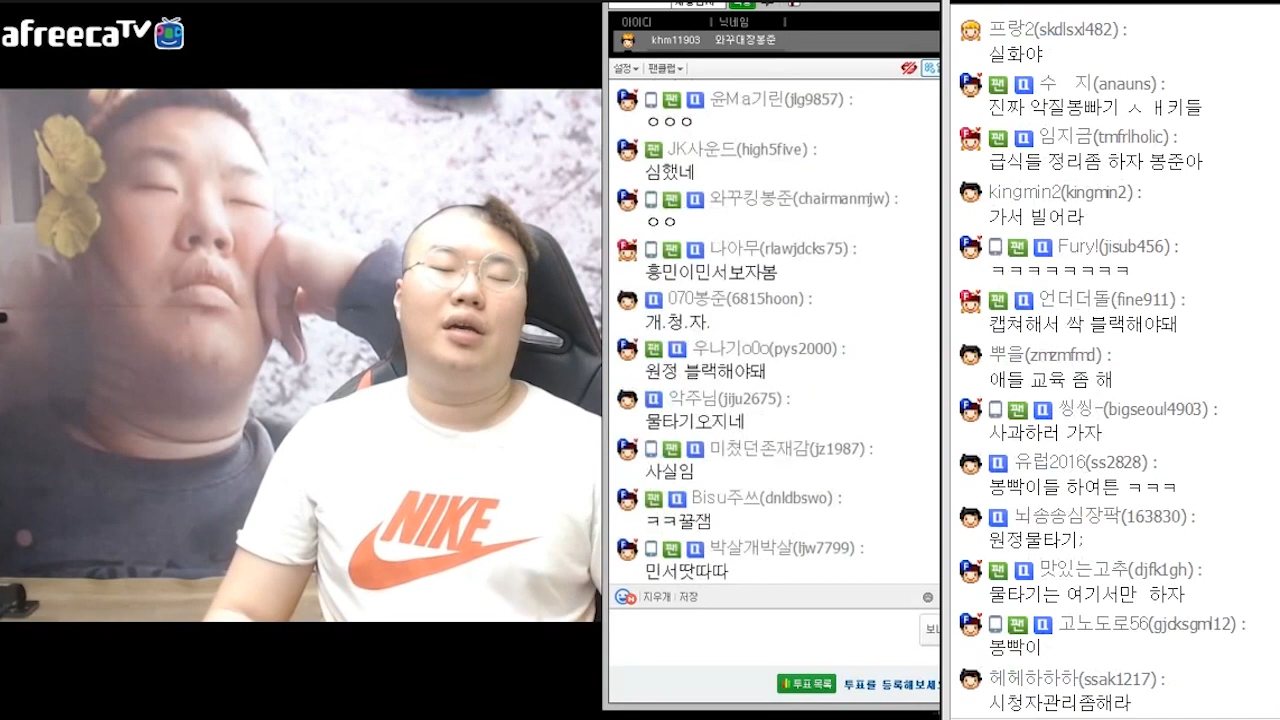 afreecaTV
아이디 닉네임
khm11903 와꾸대장봉준
설정 팬클럽
윤Ma기린(jlg9857) :
ㅇㅇㅇ
JK사운드(high5five) :
심했네
와꾸킹봉준(chairmanmjw) :
ㅇㅇ
나아무(rlawjdcks75) :
흥민이민서보자봄
070봉준(6815hoon) :
개.청.자.
우나기o0o(pys2000) :
원정 블랙해야돼
악주님(jiju2675) :
물타기오지네
미쳤던존재감(jz1987) :
사실임
Bisu주쓰(dnldbswo) :
ㅋㅋ꿀잼
박살개박살(ljw7799) :
민서땃따따
지우개 저장
투표 목록
투표를 등록해보세
NIKE
프랑2(skdlsxl482) :
실화야
수 지(anauns) :
진짜 악질봉빠기 ㅅ ㅐ키들
임지금(tmfrlholic) :
급식들 정리좀 하자 봉준아
kingmin2(kingmin2) :
가서 빌어라
Fury!(jisub456) :
ㅋㅋㅋㅋㅋㅋㅋㅋ
언더더돌(fine911) :
캡쳐해서 싹 블랙해야돼
뿌을(zmzmfmd) :
애들 교육 좀 해
씽씽-(bigseoul4903) :
사과하러 가자
유럽2016(ss2828) :
봉빡이들 하여튼 ㅋㅋㅋ
뇌송송심장팍(163830) :
원정물타기;
맛있는고추(djfk1gh) :
물타기는 여기서만 하자
고노도로56(gjcksgml12) :
봉빡이
헤헤하하하(ssak1217) :
시청자관리좀해라